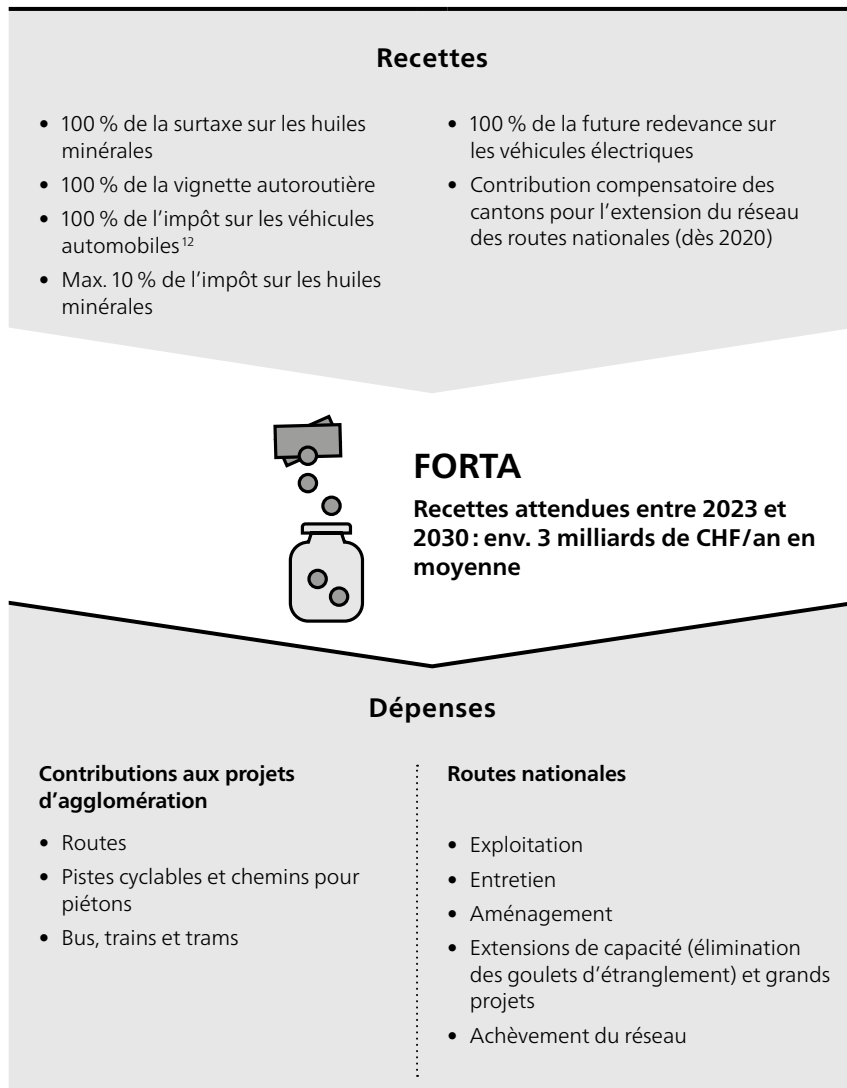 Recettes
• 100 % de la surtaxe sur les huiles
minérales
• 100 % de la vignette autoroutière
• 100 % de l'impôt sur les véhicules
automobiles¹²
• Max. 10 % de l'impôt sur les huiles
minérales
• 100 % de la future redevance sur
les véhicules électriques
• Contribution compensatoire des
cantons pour l'extension du réseau
des routes nationales (dès 2020)
FORTA
Recettes attendues entre 2023 et
2030 : env. 3 milliards de CHF/an en
moyenne
Dépenses
Contributions aux projets
d'agglomération
• Routes
• Pistes cyclables et chemins pour
piétons
• Bus, trains et trams
Routes nationales
• Exploitation
• Entretien
• Aménagement
• Extensions de capacité (élimination
des goulets d'étranglement) et grands
projets
• Achèvement du réseau